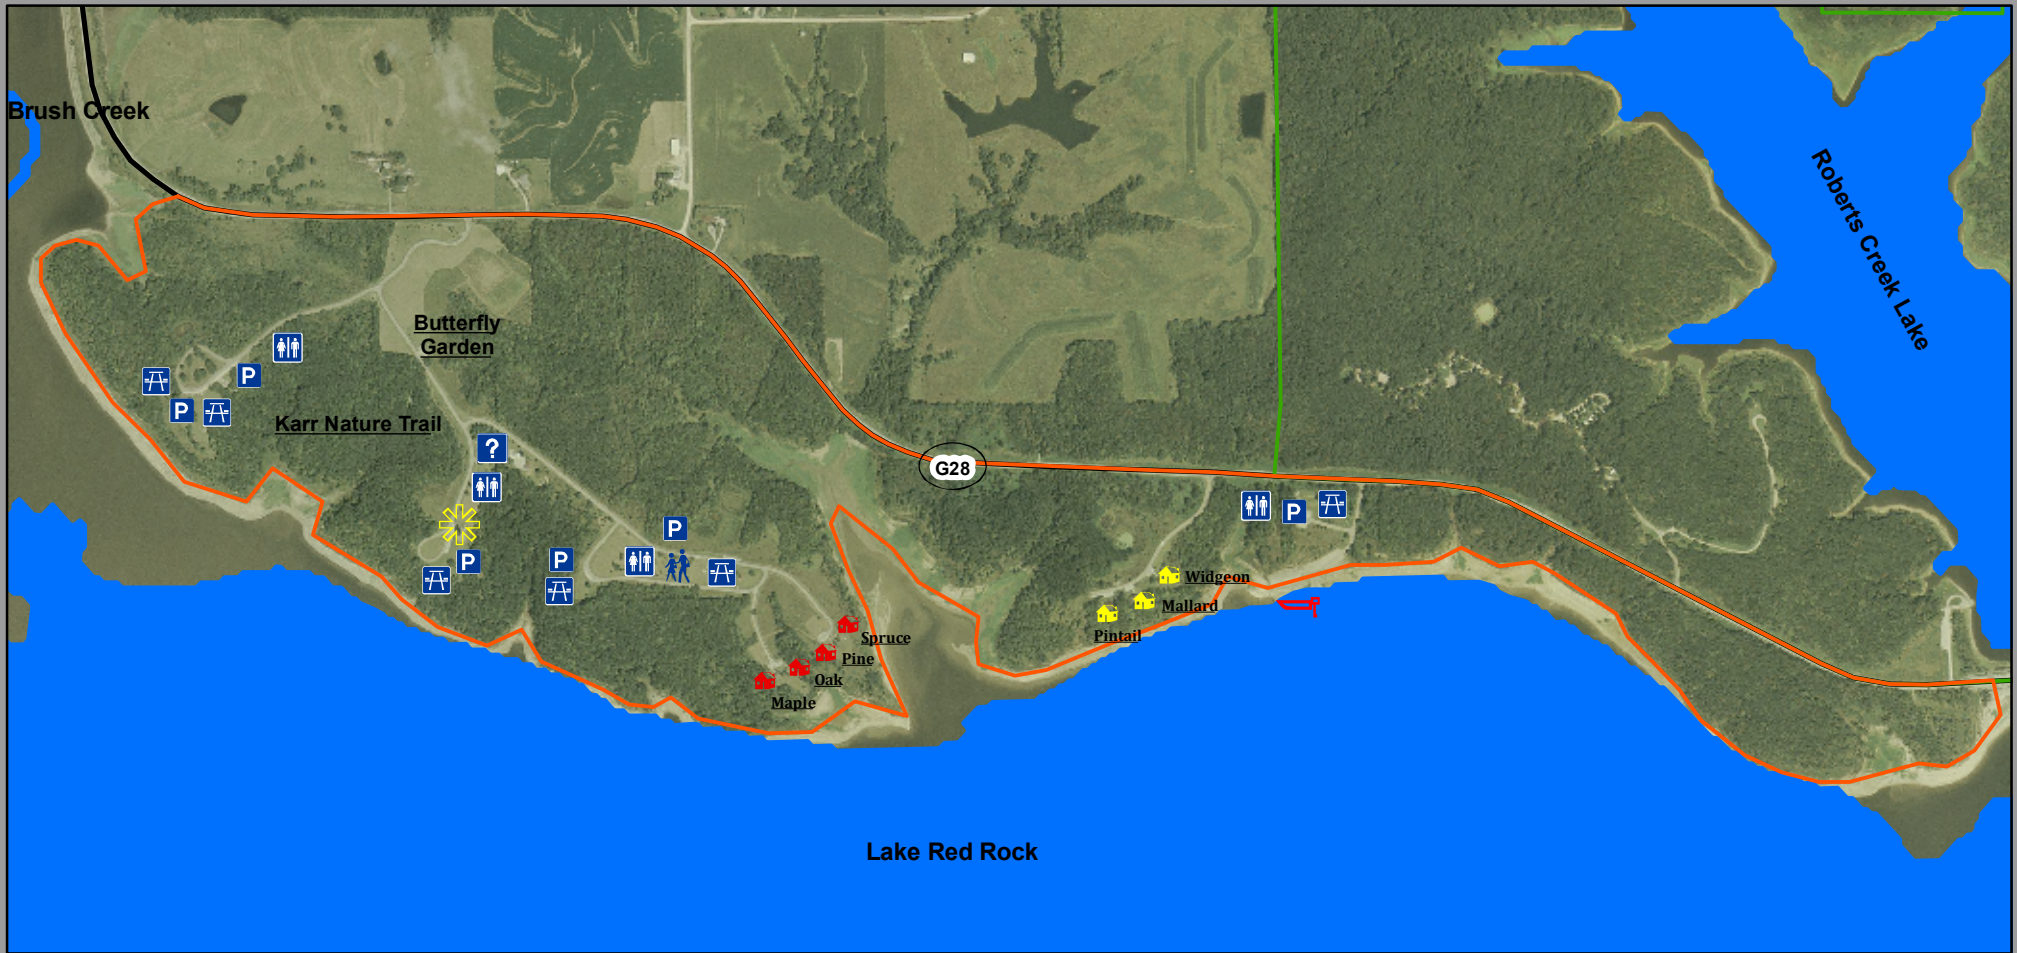 Brush Creek
Roberts Creek Lake
Butterfly
Garden
P
Karr Nature Trail
P
?
G28
P
P
P
P
Widgeon
Mallard
Pintail
Spruce
Pine
Oak
Maple
Lake Red Rock